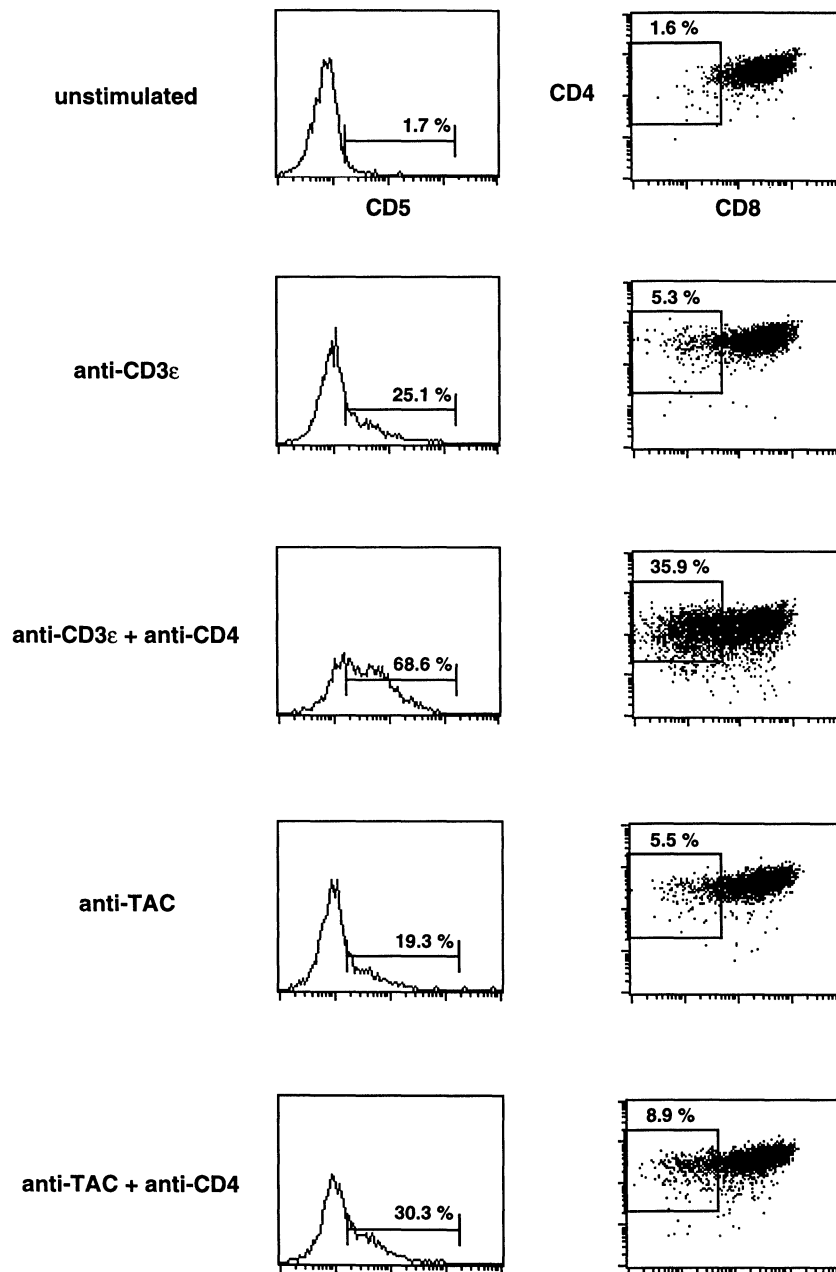 unstimulated
1.7 %
CD5
CD4
1.6 %
CD8
anti-CD3ε
25.1 %
5.3 %
anti-CD3ε + anti-CD4
68.6 %
35.9 %
anti-TAC
19.3 %
5.5 %
anti-TAC + anti-CD4
30.3 %
8.9 %